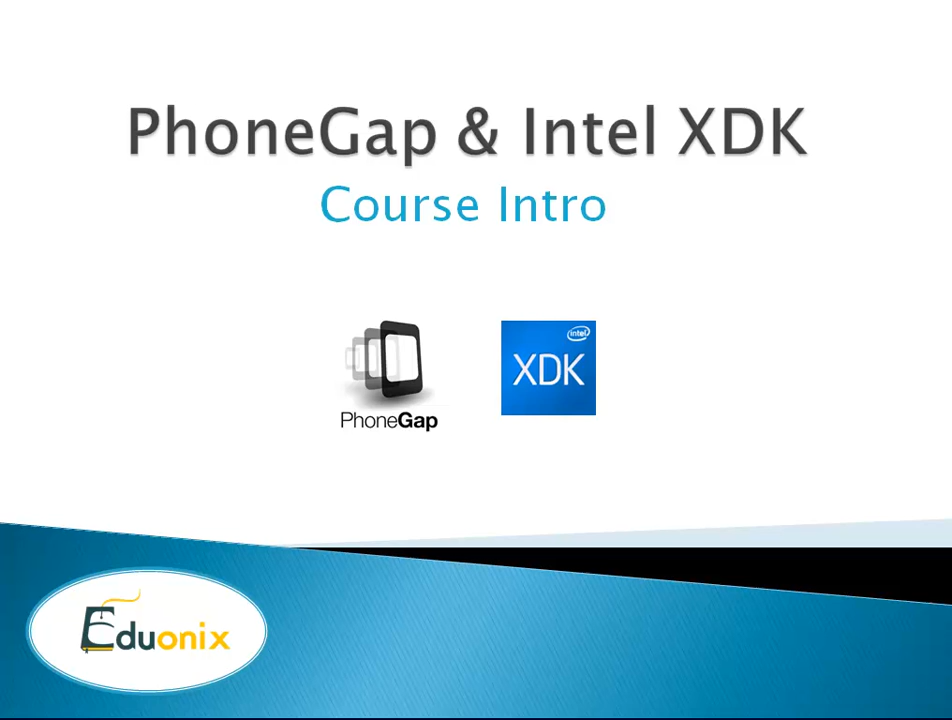 PhoneGap & Intel XDK
Course Intro
PhoneGap
intel
XDK
Eduonix